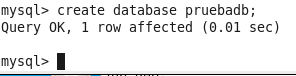 mysql> create database pruebadb;
Query OK, 1 row affected (0.01 sec)
mysql>